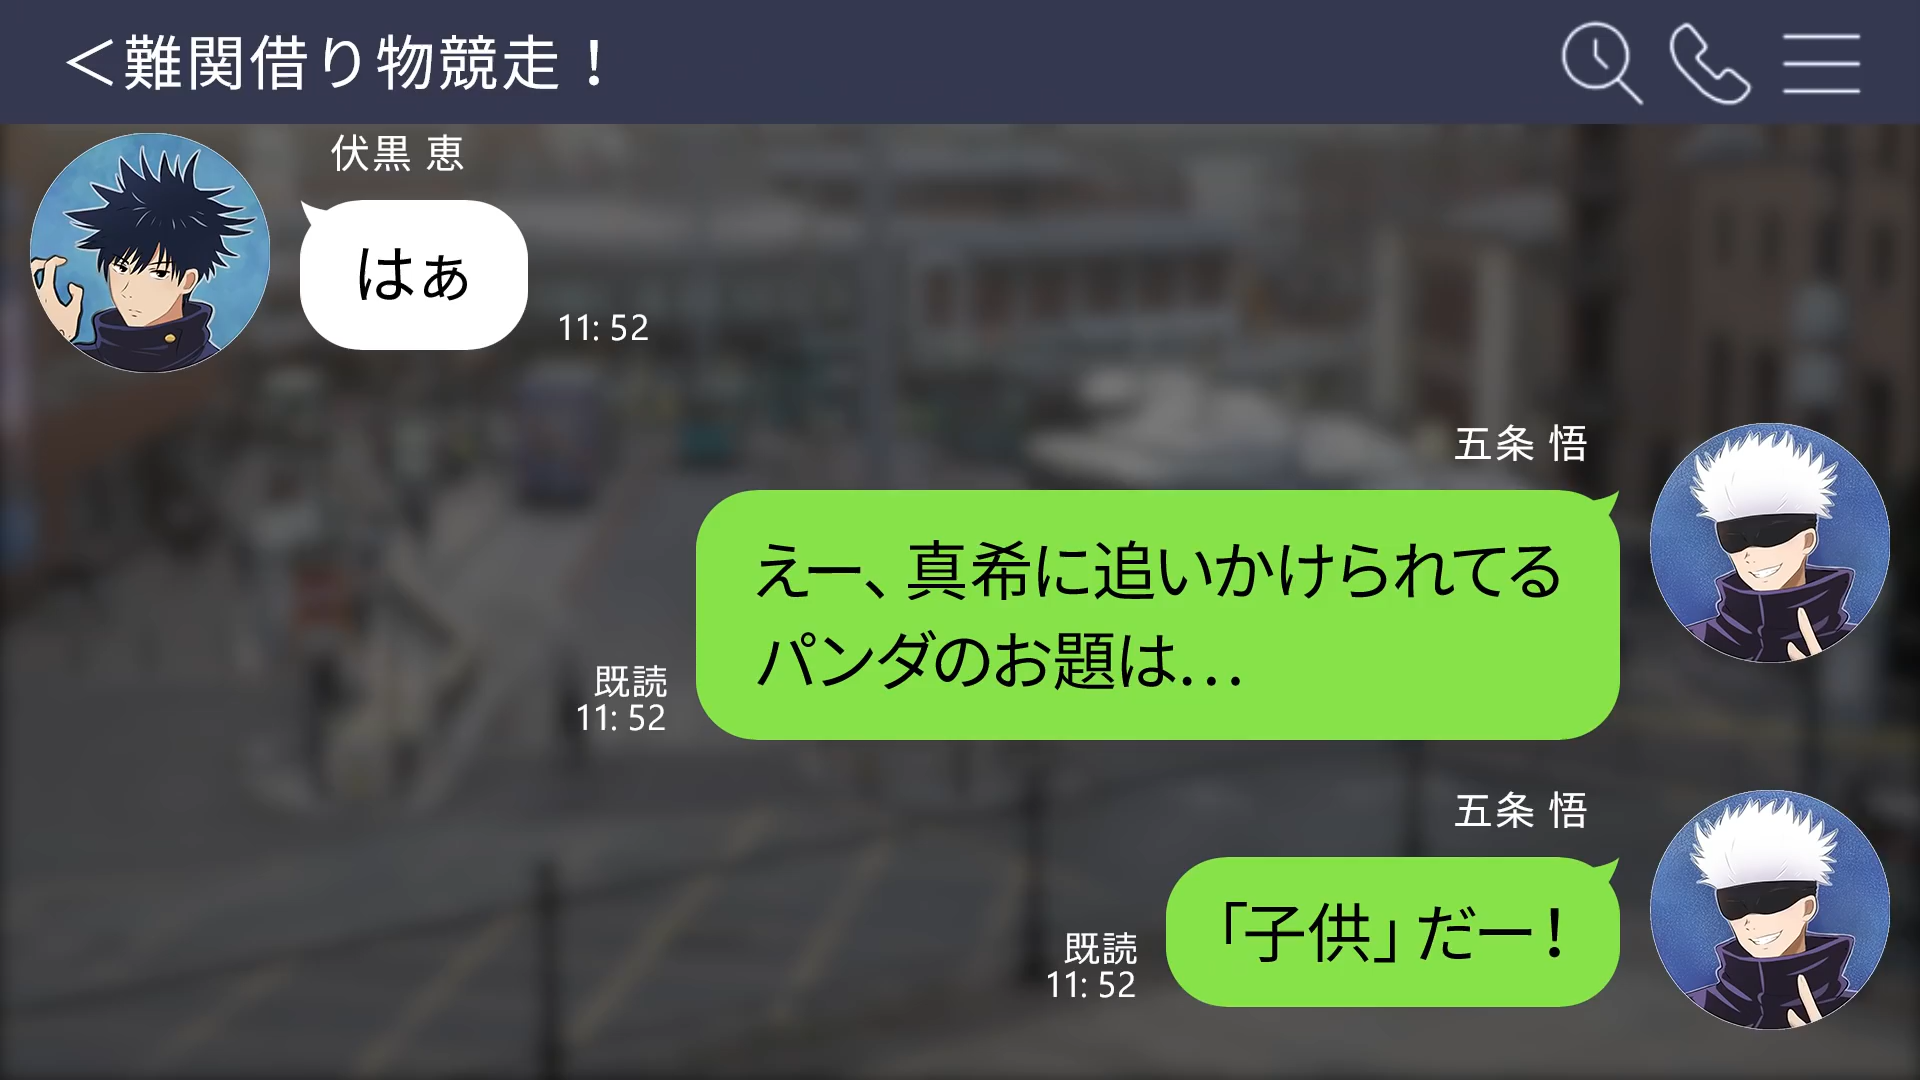 ＜難関借り物競走！
伏黒 恵
はぁ
11: 52
五条 悟
えー、真希に追いかけられてる
パンダのお題は…
既読
11: 52
五条 悟
「子供」だー！
既読
11: 52